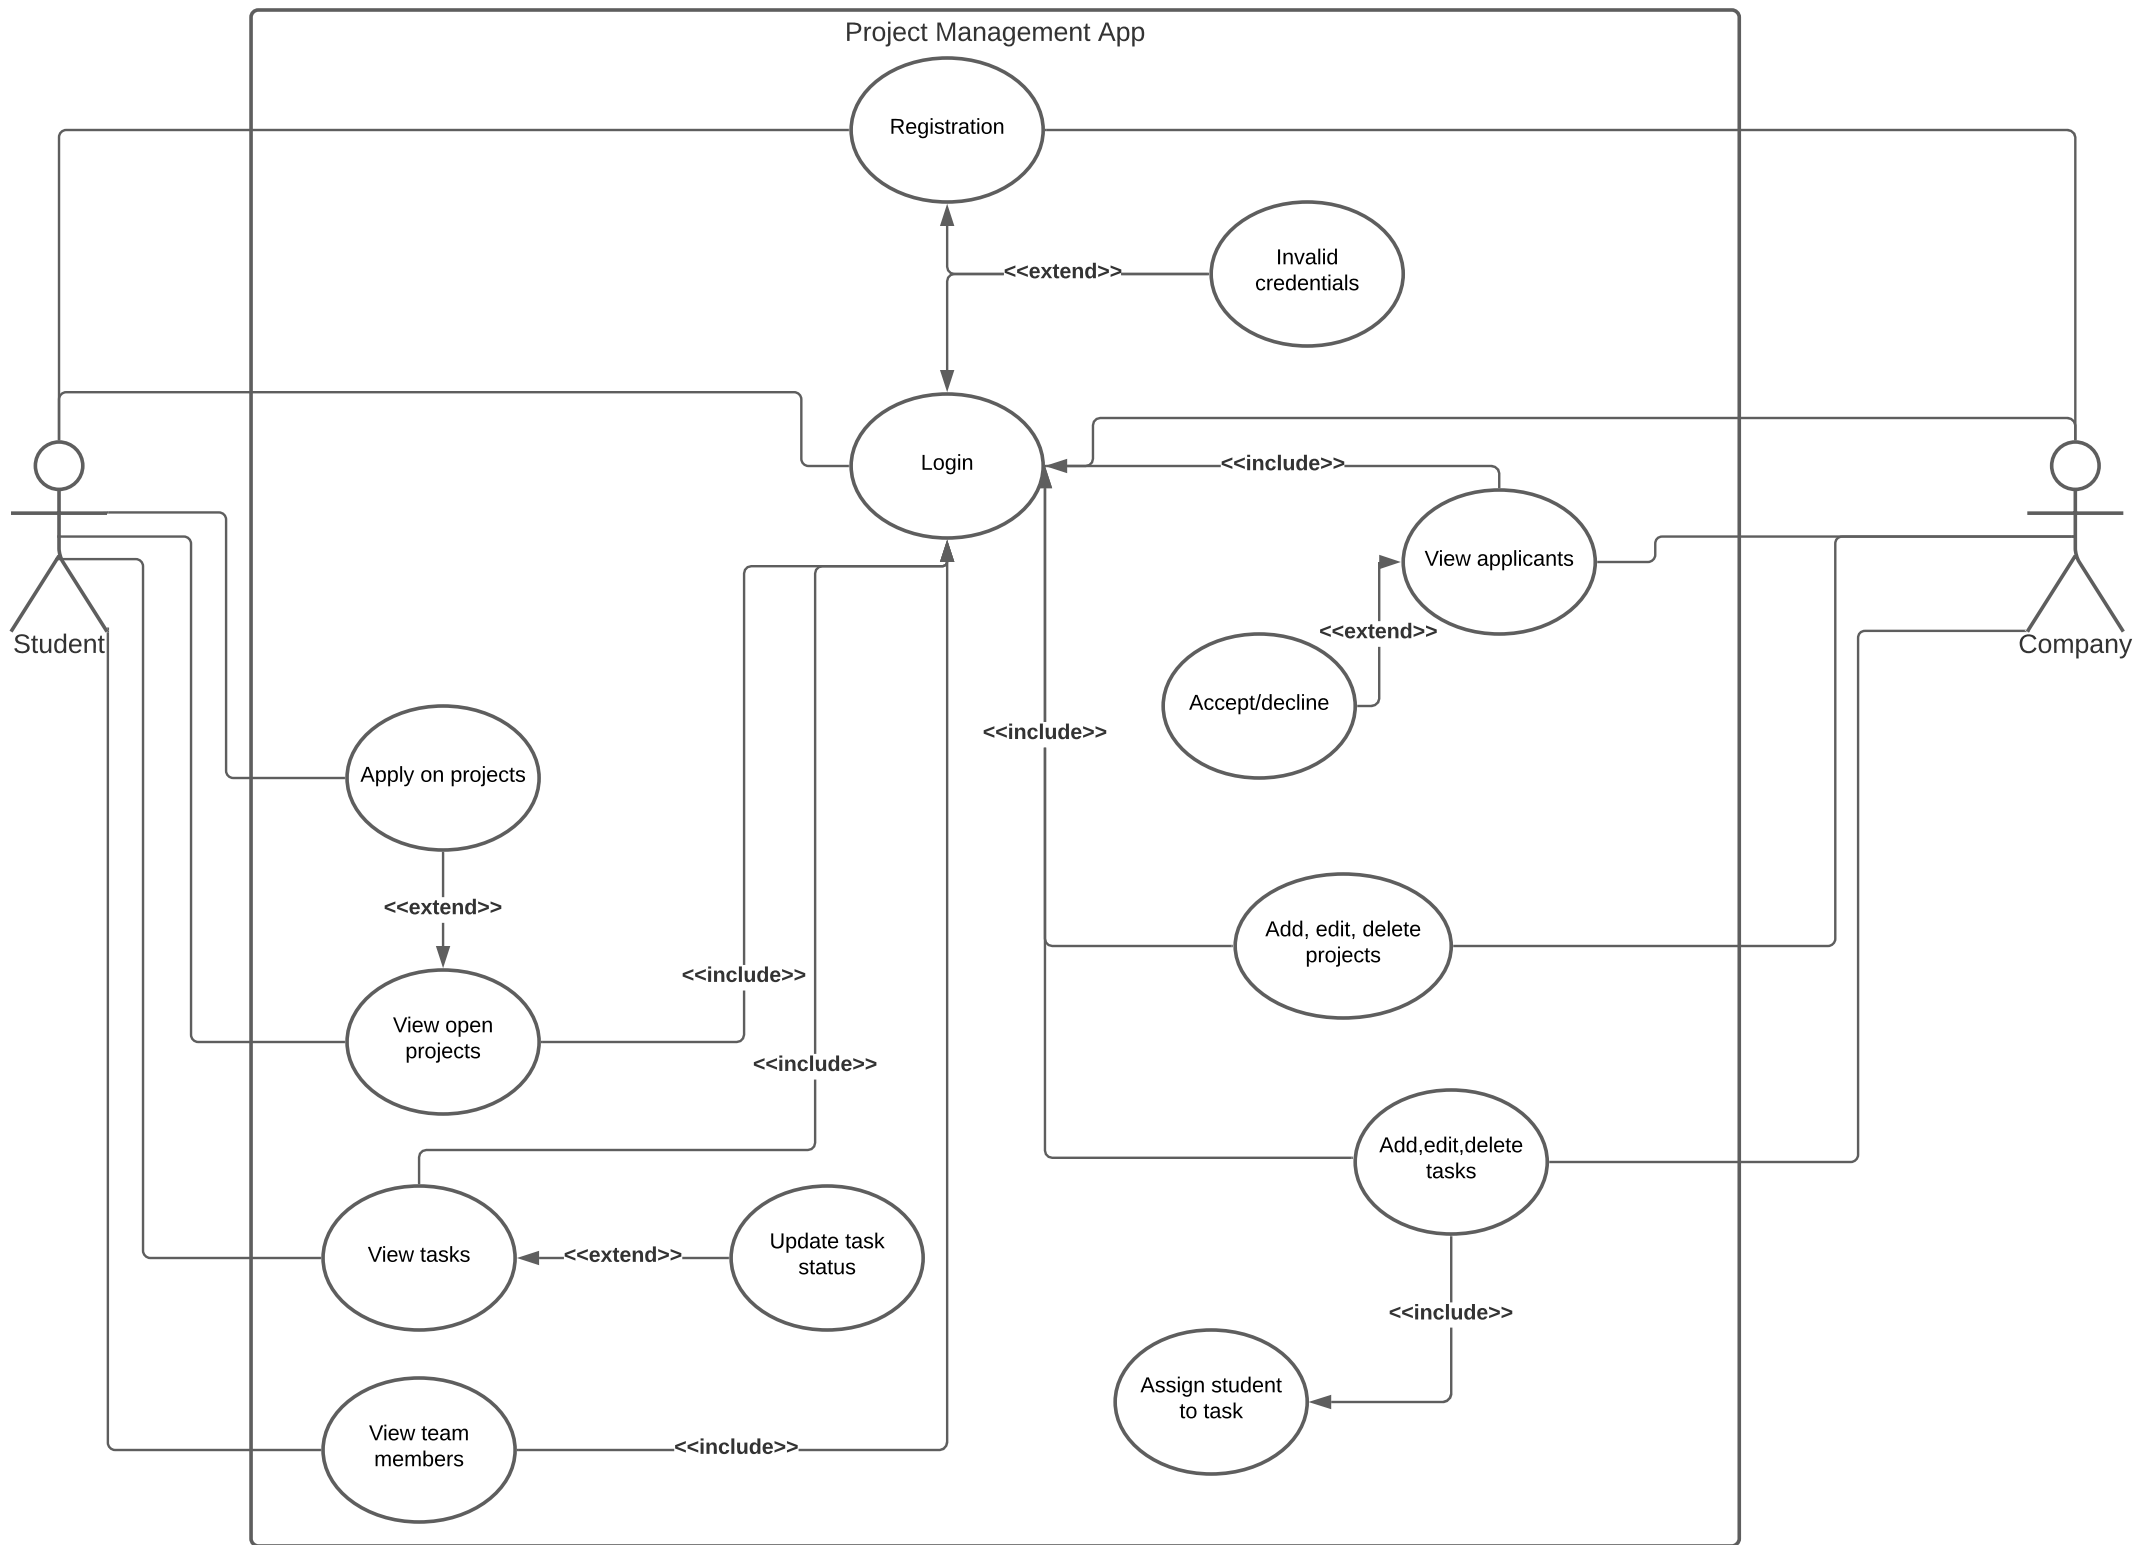 Project Management App
Registration
<<extend>>
Invalid
credentials
Login
<<include>>
View applicants
<<extend>>
Student
Company
Accept/decline
<<include>>
Apply on projects
<<extend>>
Add, edit, delete
projects
<<include>>
View open
projects
<<include>>
Add,edit,delete
tasks
View tasks
<<extend>>
Update task
status
<<include>>
Assign student
to task
View team
members
<<include>>